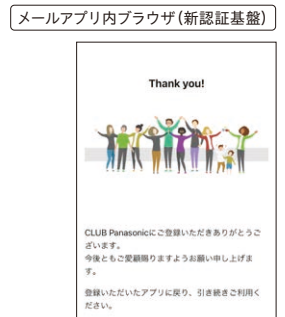 メールアプリ内ブラウザ(新認証基盤)
Thank you!
CLUB Panasonicにご登録いただきありがとうご
ざいます。
今後ともご愛顧賜りますようお願い申し上げま
す。
登録いただいたアプリに戻り、引き続きご利用く
ださい。